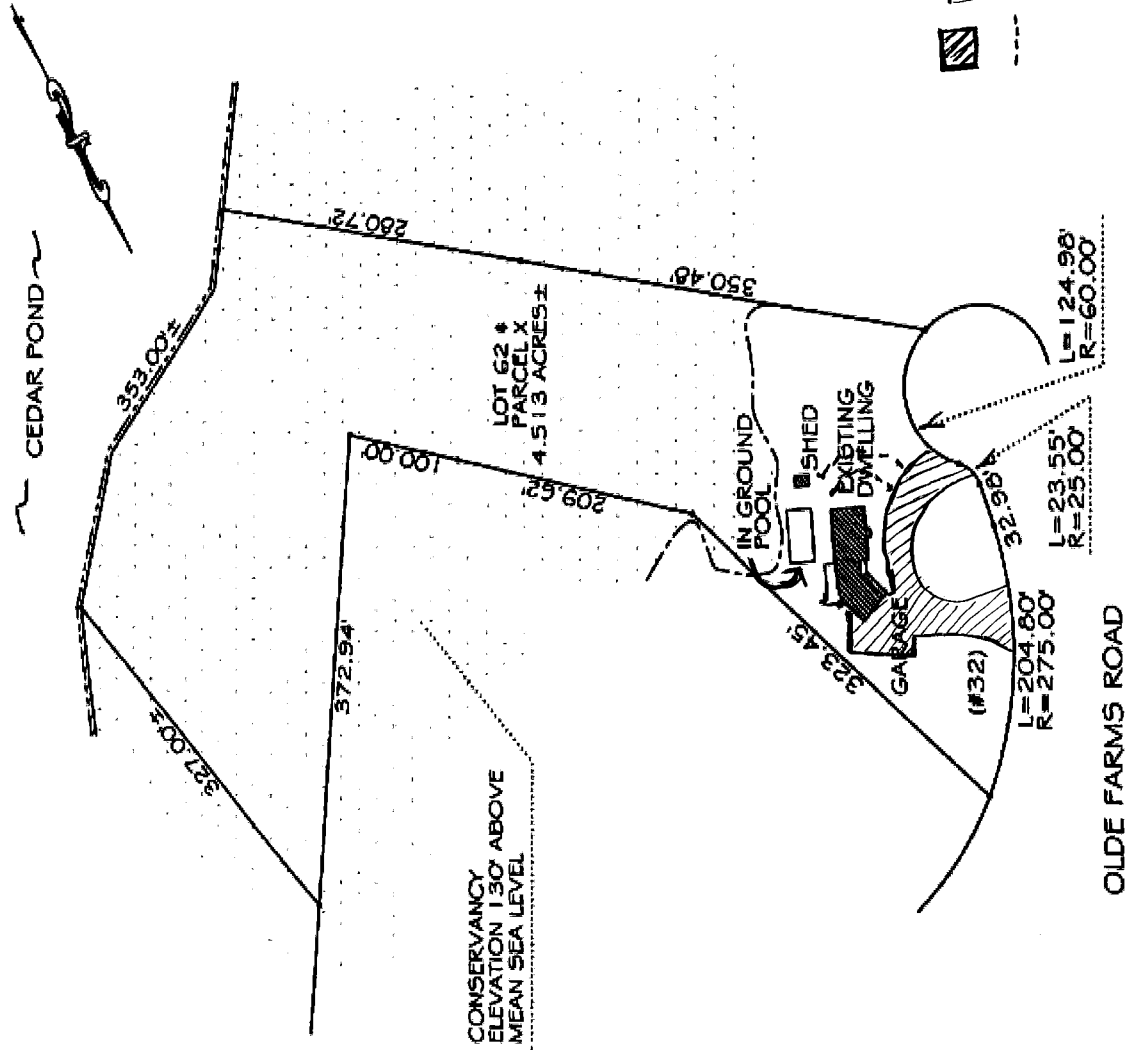 CEDAR POND
353.00'±
280.72'
327.00'±
LOT 62 &
PARCEL X
4.513 ACRES±
100.00'
372.94'
209.62'
350.48'
CONSERVANCY
ELEVATION 130' ABOVE
MEAN SEA LEVEL
IN GROUND
POOL
SHED
EXISTING
DWELLING
323.45'
GARAGE
(#32)
32.98'
L=124.98'
R=60.00'
L=23.55'
R=25.00'
L=204.80'
R=275.00'
OLDE FARMS ROAD